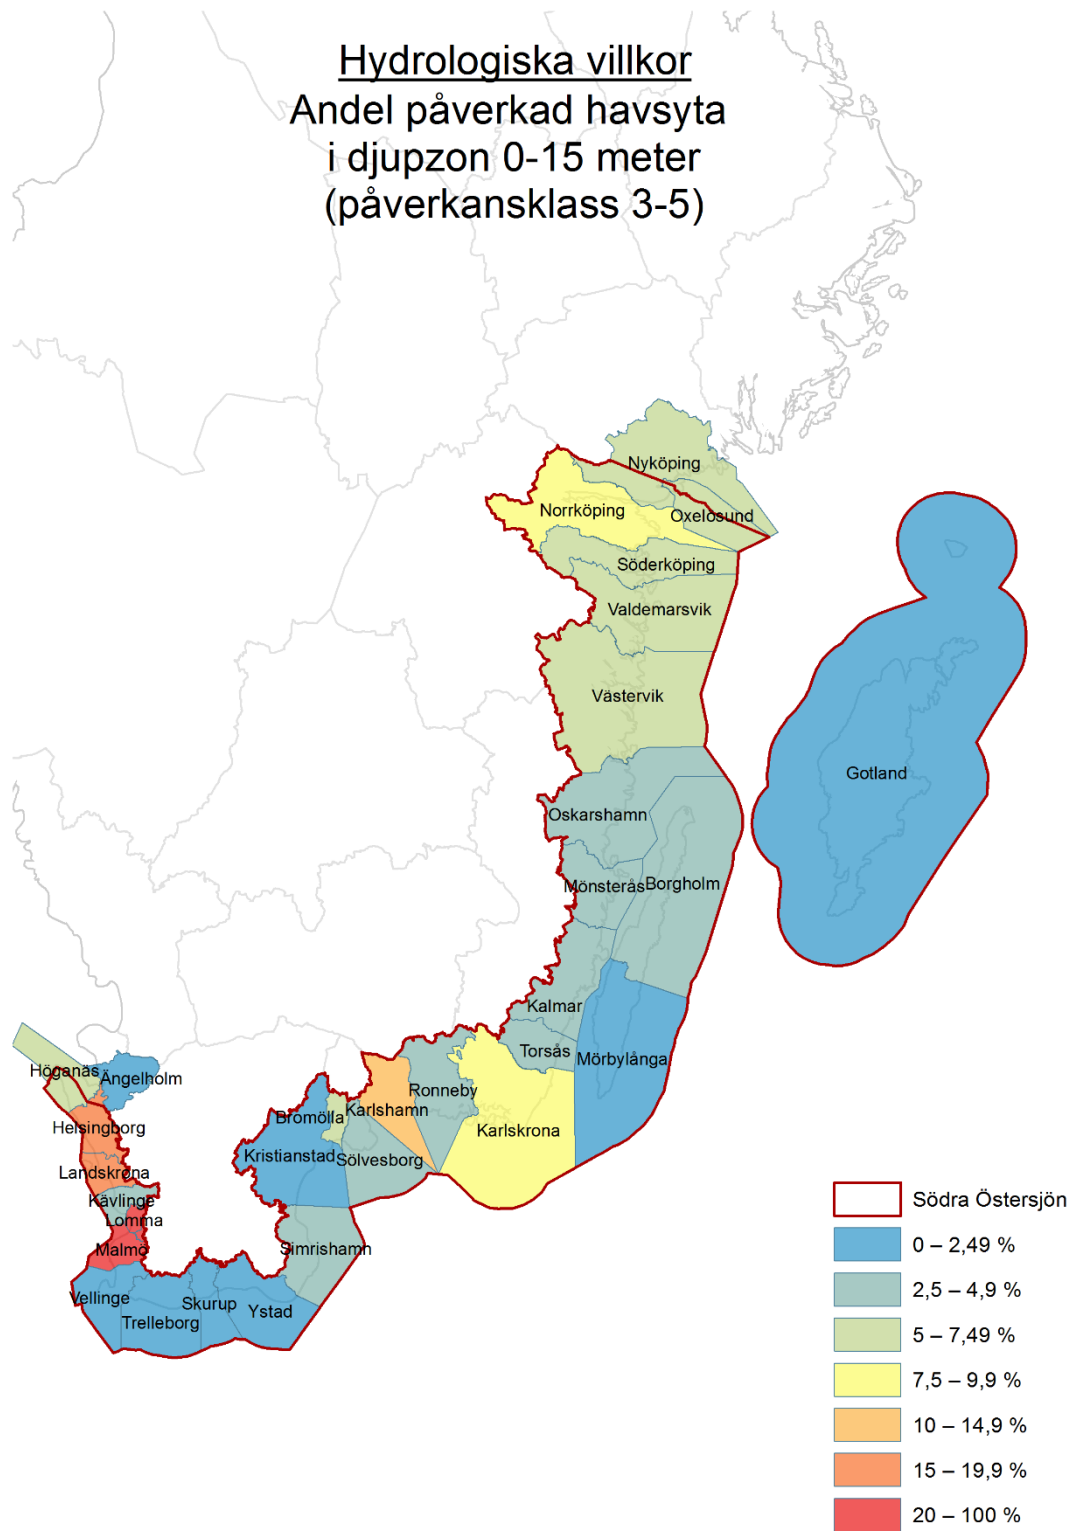 Hydrologiska villkor
Andel påverkad havsyta
i djupzon 0-15 meter
(påverkansklass 3-5)
Nyköping
Norrköping
Oxelösund
Söderköping
Valdemarsvik
Västervik
Gotland
Oskarshamn
Mönsterås
Borgholm
Kalmar
Torsås
Mörbylånga
Höganäs
Ängelholm
Ronneby
Karlshamn
Bromölla
Helsingborg
Karlskrona
Kristianstad
Sölvesborg
Landskrona
Kävlinge
Lomma
Malmö
Simrishamn
Vellinge
Skurup
Ystad
Trelleborg
Södra Östersjön
0 – 2,49 %
2,5 – 4,9 %
5 – 7,49 %
7,5 – 9,9 %
10 – 14,9 %
15 – 19,9 %
20 – 100 %